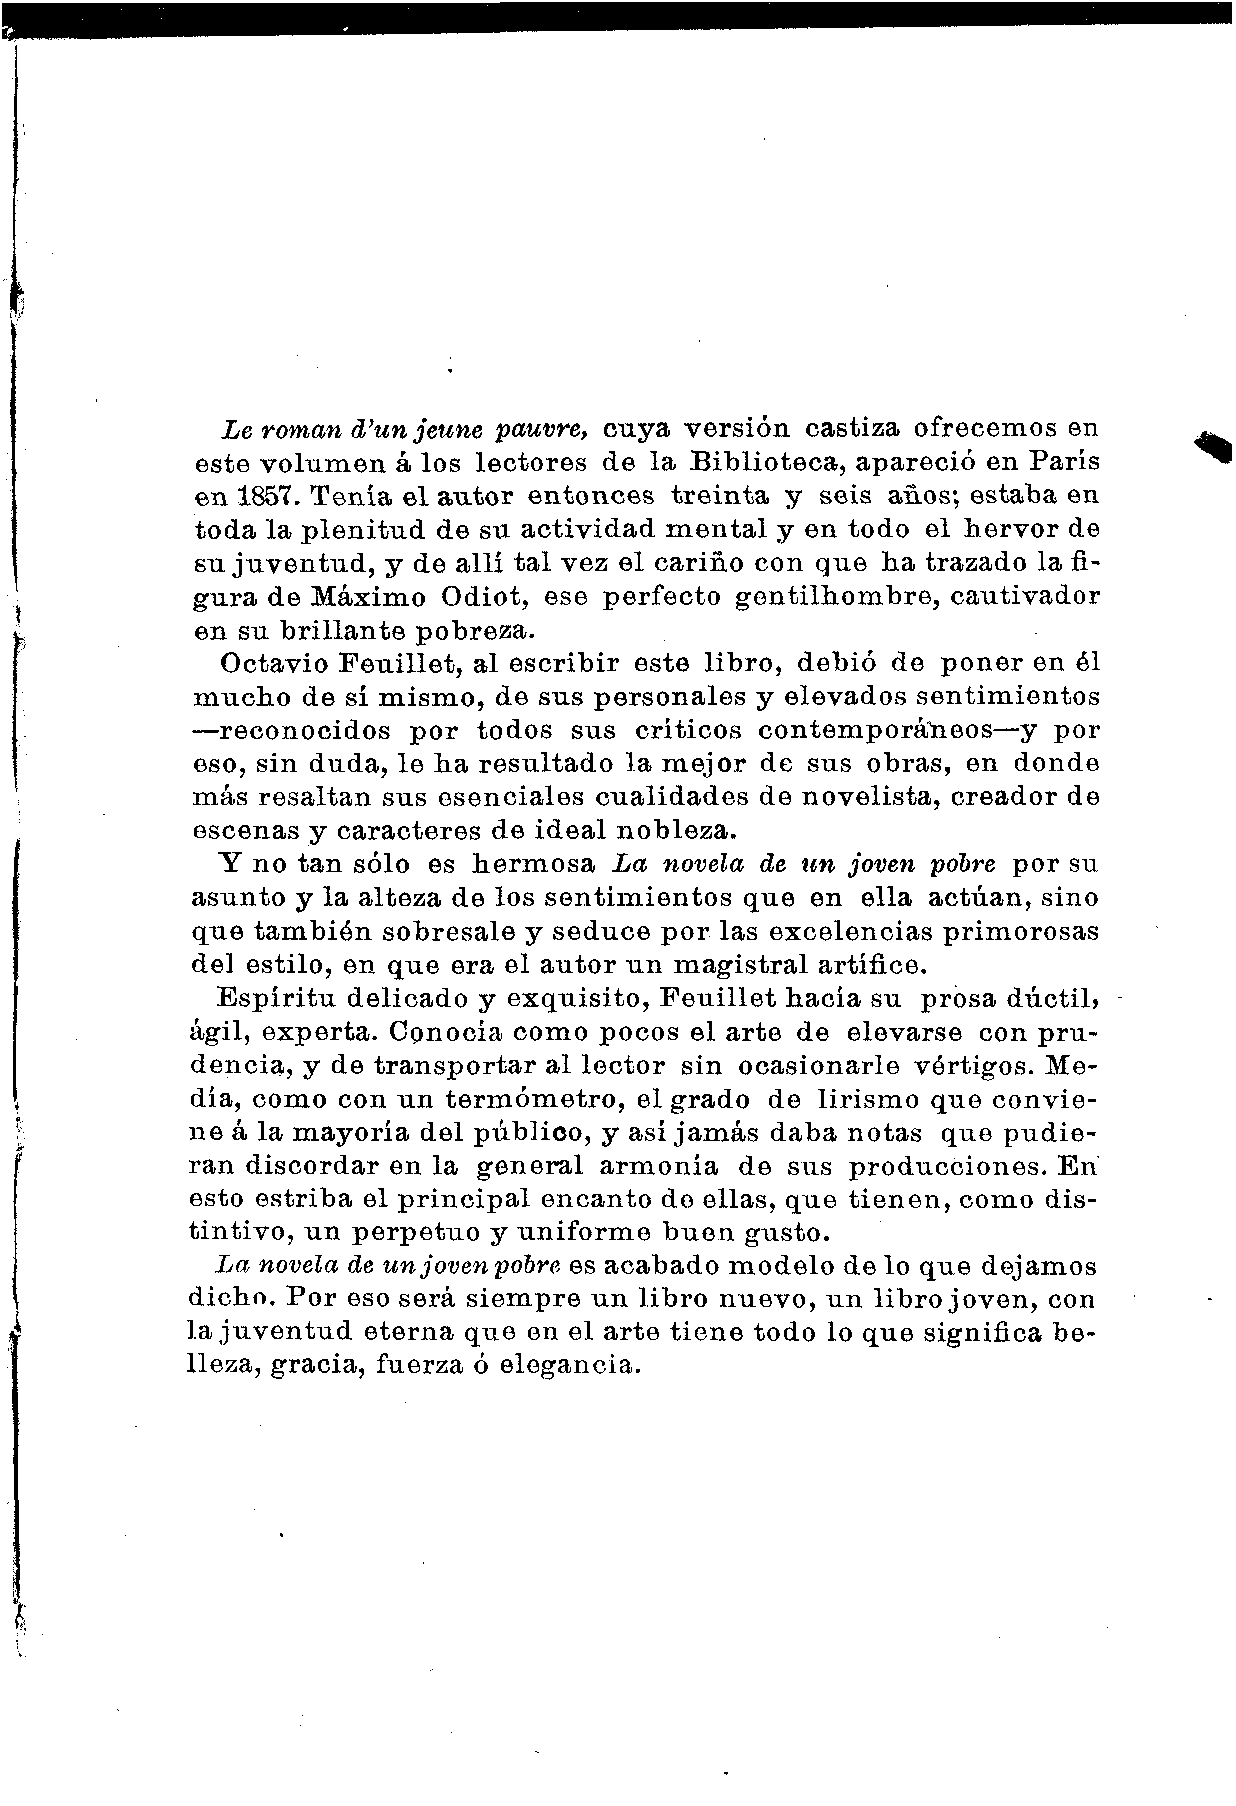 Le roman d'un jeune pauvre, cuya versión castiza ofrecemos en
este volumen á los lectores de la Biblioteca, apareció en París
en 1857. Tenía el autor entonces treinta y seis años; estaba en
toda la plenitud de su actividad mental y en todo el hervor de
su juventud, y de allí tal vez el cariño con que ha trazado la fi-
gura de Máximo Odiot, ese perfecto gentilhombre, cautivador
en su brillante pobreza.
Octavio Feuillet, al escribir este libro, debió de poner en él
mucho de sí mismo, de sus personales y elevados sentimientos
—reconocidos por todos sus críticos contemporáneos—y por
eso, sin duda, le ha resultado la mejor de sus obras, en donde
más resaltan sus esenciales cualidades de novelista, creador de
escenas y caracteres de ideal nobleza.
Y no tan sólo es hermosa La novela de un joven pobre por su
asunto y la alteza de los sentimientos que en ella actúan, sino
que también sobresale y seduce por las excelencias primorosas
del estilo, en que era el autor un magistral artífice.
Espíritu delicado y exquisito, Feuillet hacía su prosa dúctil,
ágil, experta. Conocía como pocos el arte de elevarse con pru-
dencia, y de transportar al lector sin ocasionarle vértigos. Me-
día, como con un termómetro, el grado de lirismo que convie-
ne á la mayoría del público, y así jamás daba notas que pudie-
ran discordar en la general armonía de sus producciones. En
esto estriba el principal encanto de ellas, que tienen, como dis-
tintivo, un perpetuo y uniforme buen gusto.
La novela de un joven pobre es acabado modelo de lo que dejamos
dicho. Por eso será siempre un libro nuevo, un libro joven, con
la juventud eterna que en el arte tiene todo lo que significa be-
lleza, gracia, fuerza ó elegancia.